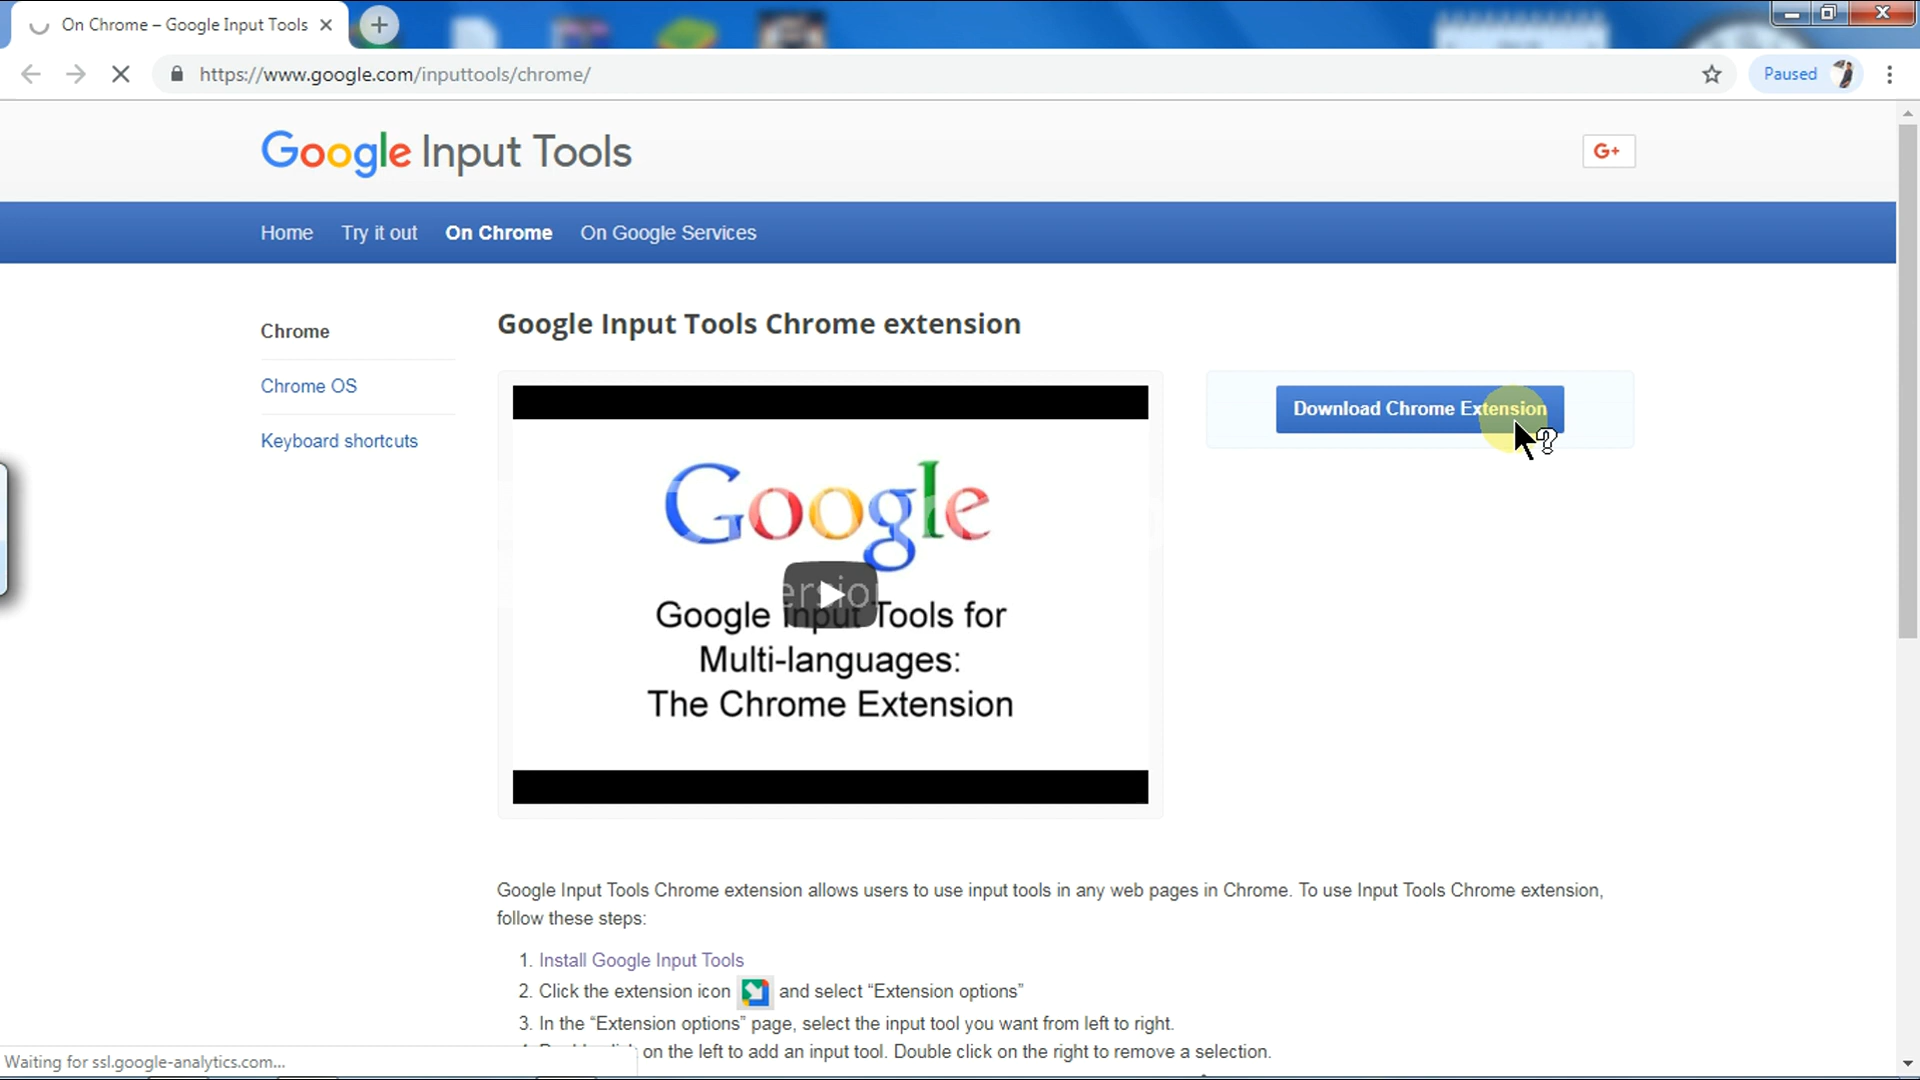 On Chrome – Google Input Tools
https://www.google.com/inputtools/chrome/
Paused
Google Input Tools
G+
Home Try it out On Chrome On Google Services
Chrome
Chrome OS
Keyboard shortcuts
Google Input Tools Chrome extension
Download Chrome Extension
Google
Google Input Tools for
Multi-languages:
The Chrome Extension
Google Input Tools Chrome extension allows users to use input tools in any web pages in Chrome. To use Input Tools Chrome extension,
follow these steps:
1. Install Google Input Tools
2. Click the extension icon and select “Extension options”
3. In the “Extension options” page, select the input tool you want from left to right.
on the left to add an input tool. Double click on the right to remove a selection.
Waiting for ssl.google-analytics.com...